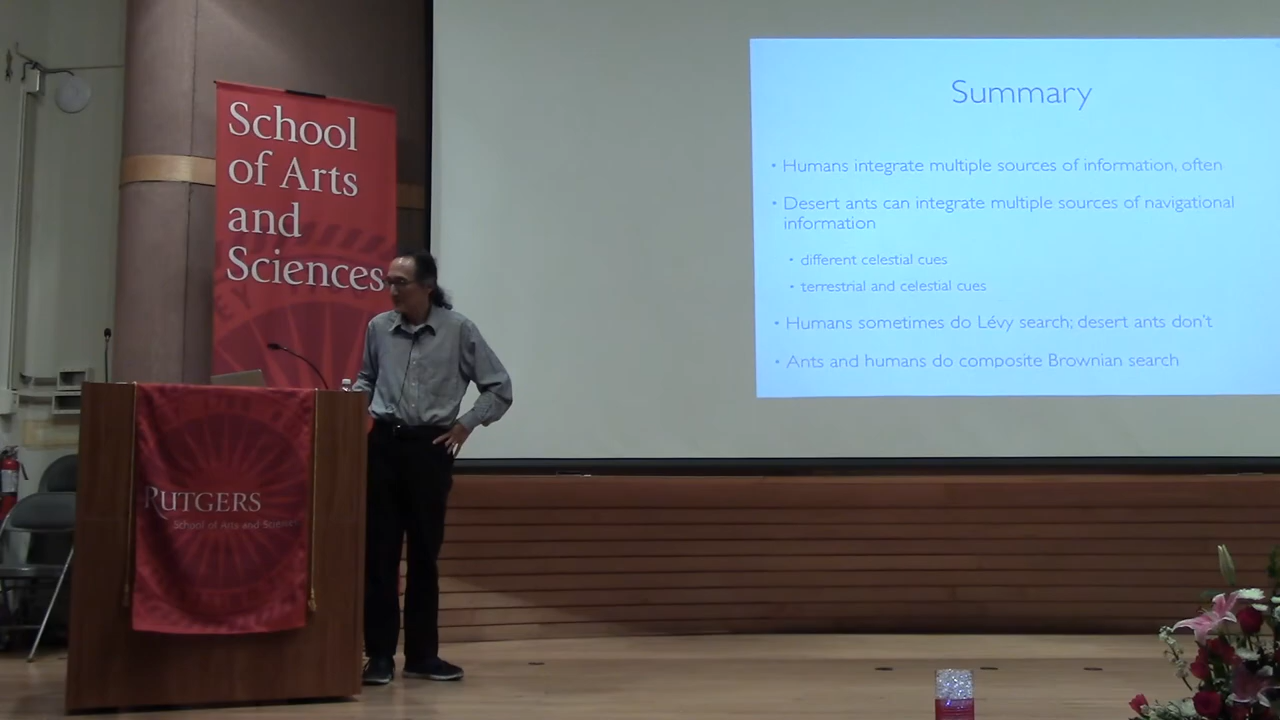 School
of Arts
and
Sciences
RUTGERS
School of Arts and Sciences
Summary
• Humans integrate multiple sources of information, often
• Desert ants can integrate multiple sources of navigational
information
• different celestial cues
• terrestrial and celestial cues
• Humans sometimes do Lévy search; desert ants don't
• Ants and humans do composite Brownian search